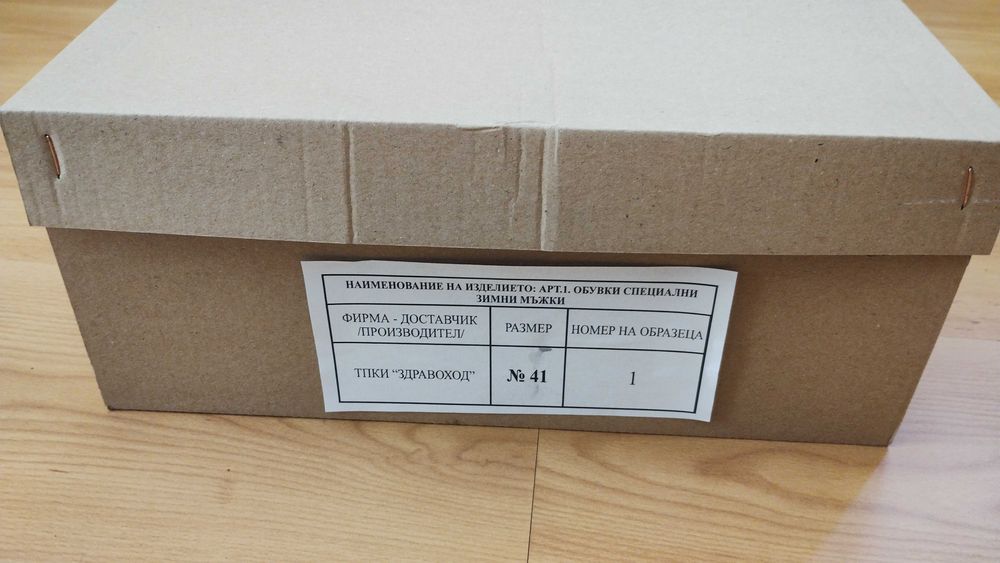 НАИМЕНОВАНИЕ НА ИЗДЕЛИЕТО: АРТ.1. ОБУВКИ СПЕЦИАЛНИ
ЗИМНИ МЪЖКИ
ФИРМА - ДОСТАВЧИК
/ПРОИЗВОДИТЕЛ/
РАЗМЕР
НОМЕР НА ОБРАЗЕЦА
ТПКИ “ЗДРАВОХОД”
№ 41
1